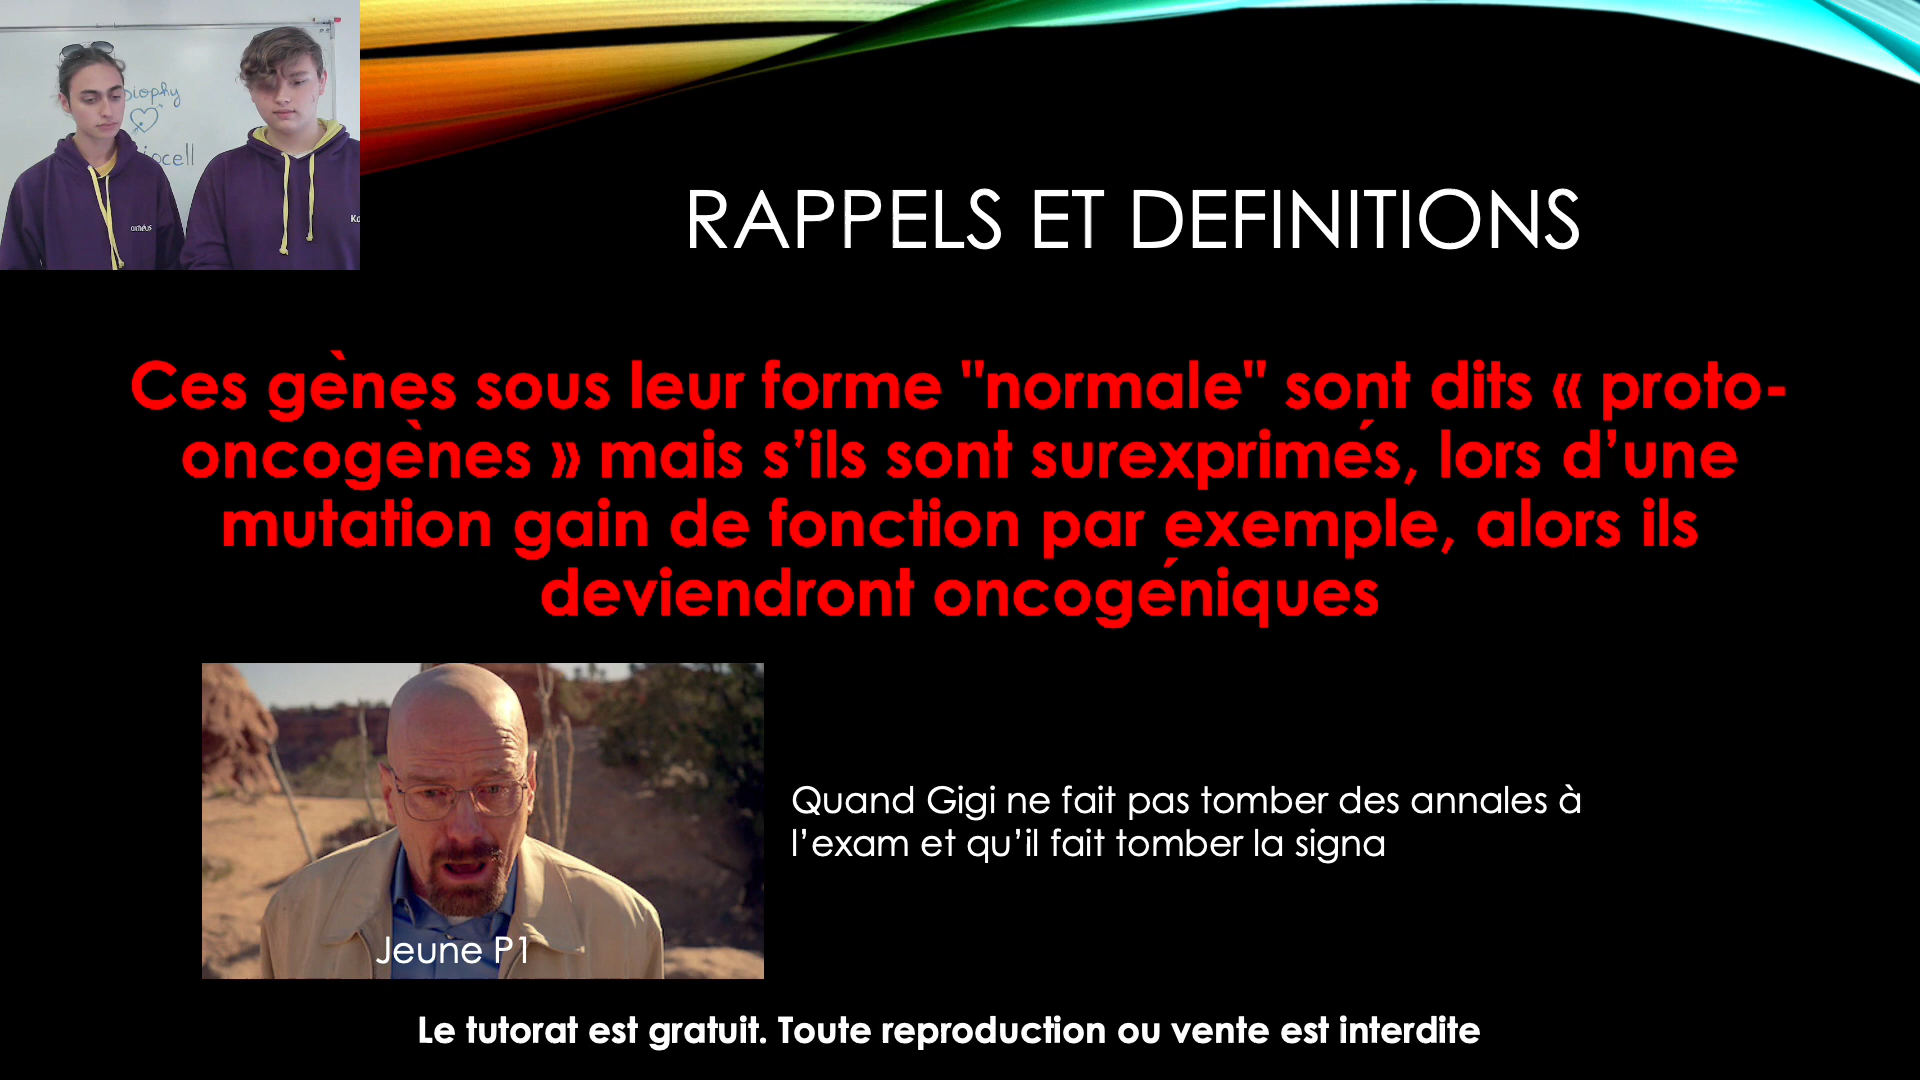 biophy
biocell
RAPPELS ET DEFINITIONS
Ces gènes sous leur forme "normale" sont dits « proto-
oncogènes » mais s’ils sont surexprimés, lors d’une
mutation gain de fonction par exemple, alors ils
deviendront oncogéniques
Quand Gigi ne fait pas tomber des annales à
l’exam et qu’il fait tomber la signa
Jeune P1
Le tutorat est gratuit. Toute reproduction ou vente est interdite